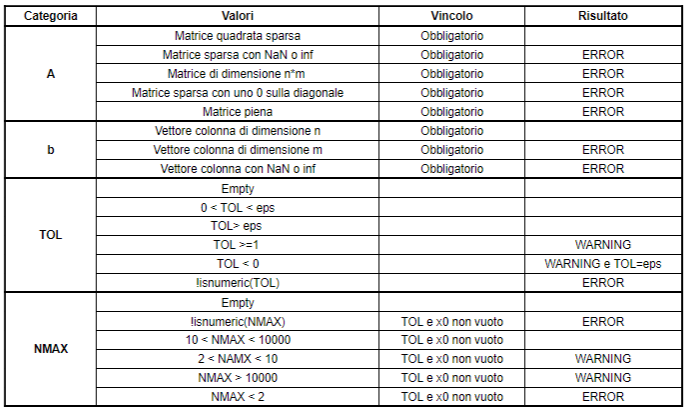 Categoria Valori Vincolo Risultato
A
Matrice quadrata sparsa Obbligatorio
Matrice sparsa con NaN o inf Obbligatorio ERROR
Matrice di dimensione n*m Obbligatorio ERROR
Matrice sparsa con uno 0 sulla diagonale Obbligatorio ERROR
Matrice piena Obbligatorio ERROR
b
Vettore colonna di dimensione n Obbligatorio
Vettore colonna di dimensione m Obbligatorio ERROR
Vettore colonna con NaN o inf Obbligatorio ERROR
TOL
Empty
0 < TOL < eps
TOL> eps
TOL >=1 WARNING
TOL < 0 WARNING e TOL=eps
!isnumeric(TOL) ERROR
NMAX
Empty
!isnumeric(NMAX) TOL e x0 non vuoto ERROR
10 < NMAX < 10000 TOL e x0 non vuoto
2 < NAMX < 10 TOL e x0 non vuoto WARNING
NMAX > 10000 TOL e x0 non vuoto WARNING
NMAX < 2 TOL e x0 non vuoto ERROR